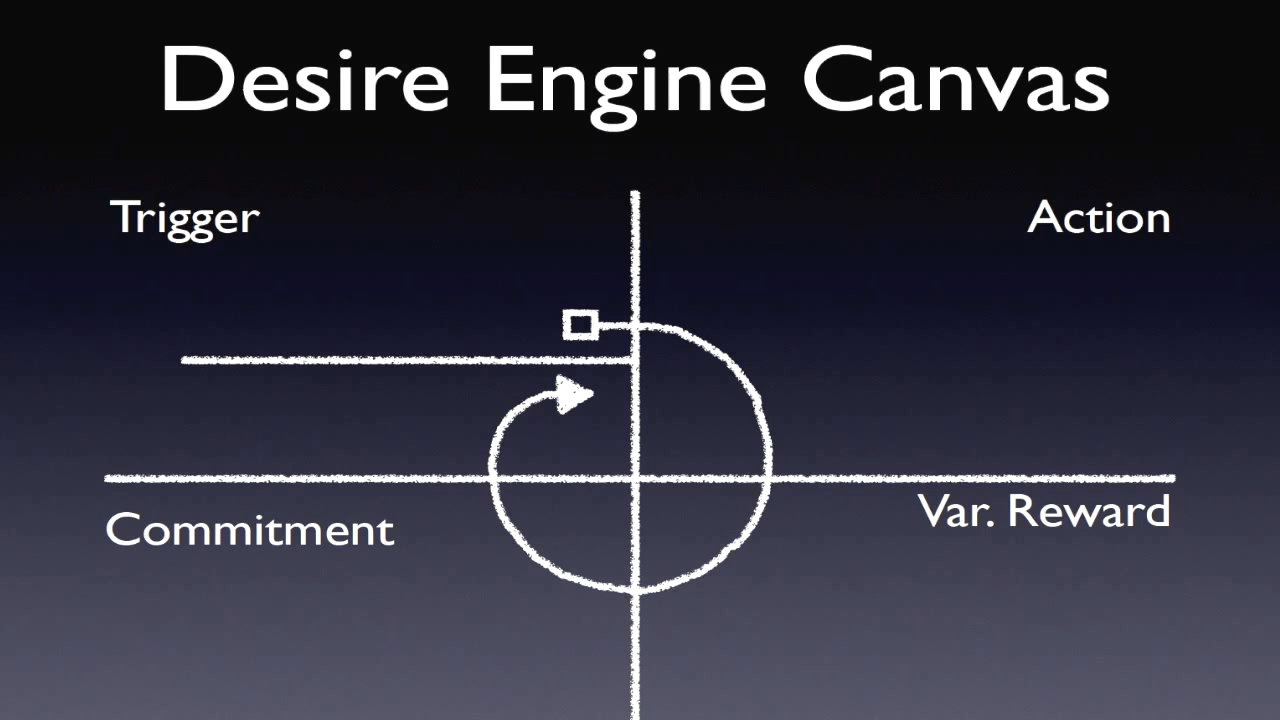 Desire Engine Canvas
Trigger
Action
Commitment
Var. Reward